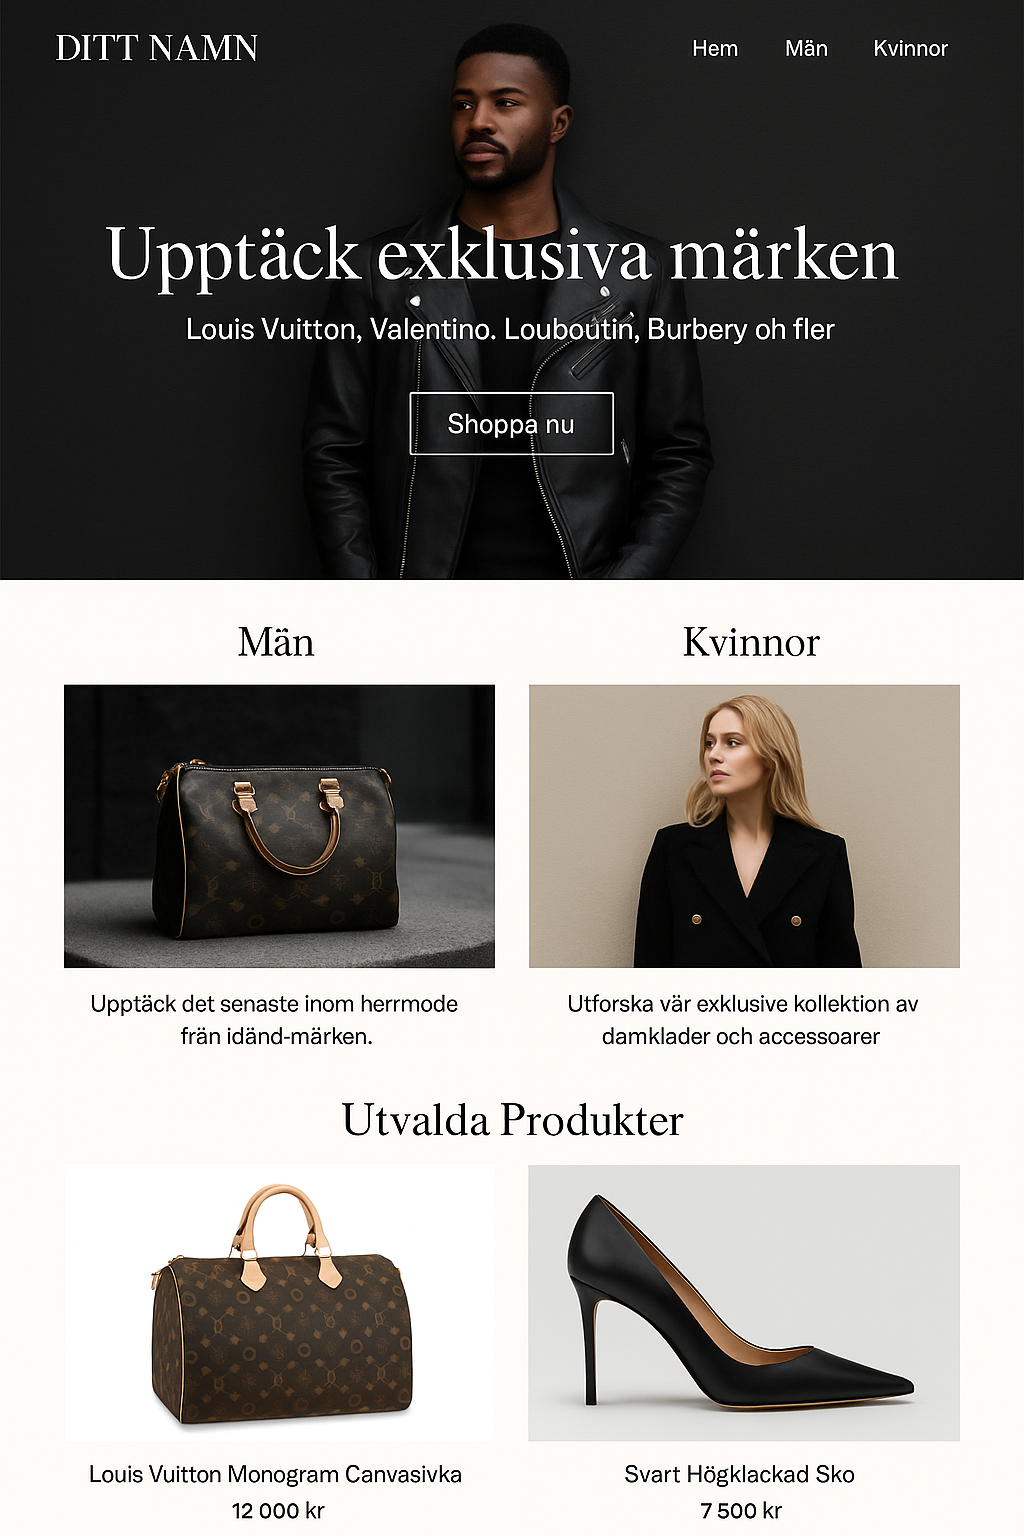 DITT NAMN
Hem Män Kvinnor
Upptäck exklusiva märken
Louis Vuitton, Valentino. Louboutin, Burbery oh fler
Shoppa nu
Män
Kvinnor
Upptäck det senaste inom herrmode
frän idänd-märken.
Utforska vär exklusive kollektion av
damklader och accessoarer
Utvalda Produkter
Louis Vuitton Monogram Canvasivka
12 000 kr
Svart Högklackad Sko
7 500 kr